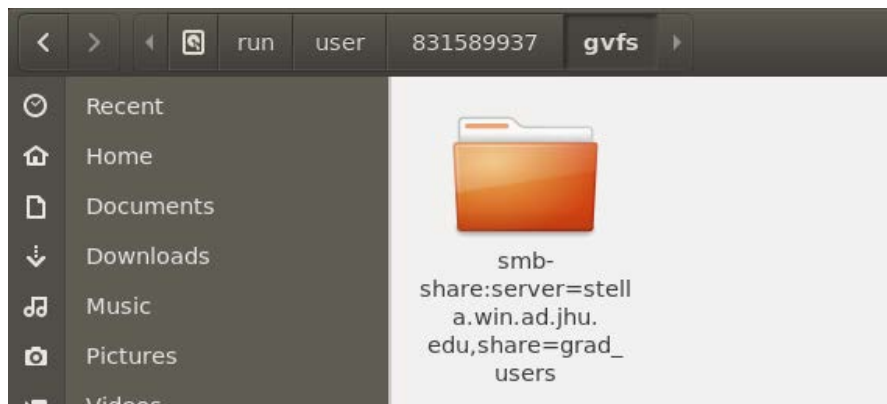 run user 831589937 gvfs
Recent
Home
Documents
Downloads
Music
Pictures
Videos
smb-
share:server=stell
a.win.ad.jhu.
edu,share=grad_
users